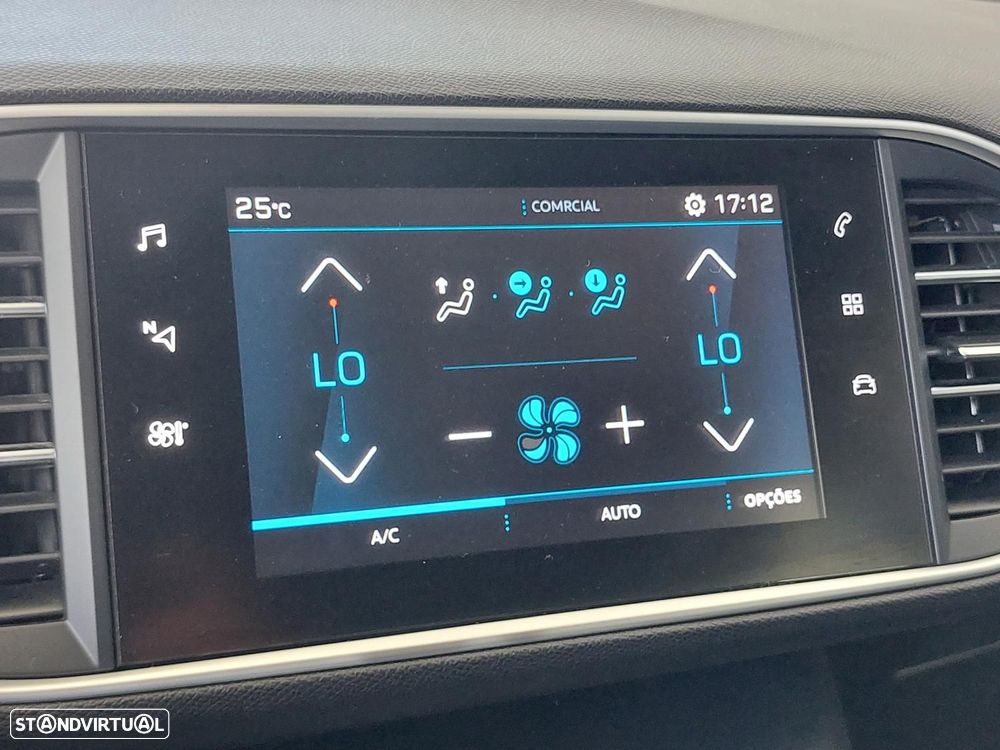 25°C
COMRCIAL
17:12
N
LO
LO
A/C
AUTO
OPÇÕES
STANDVIRTUAL